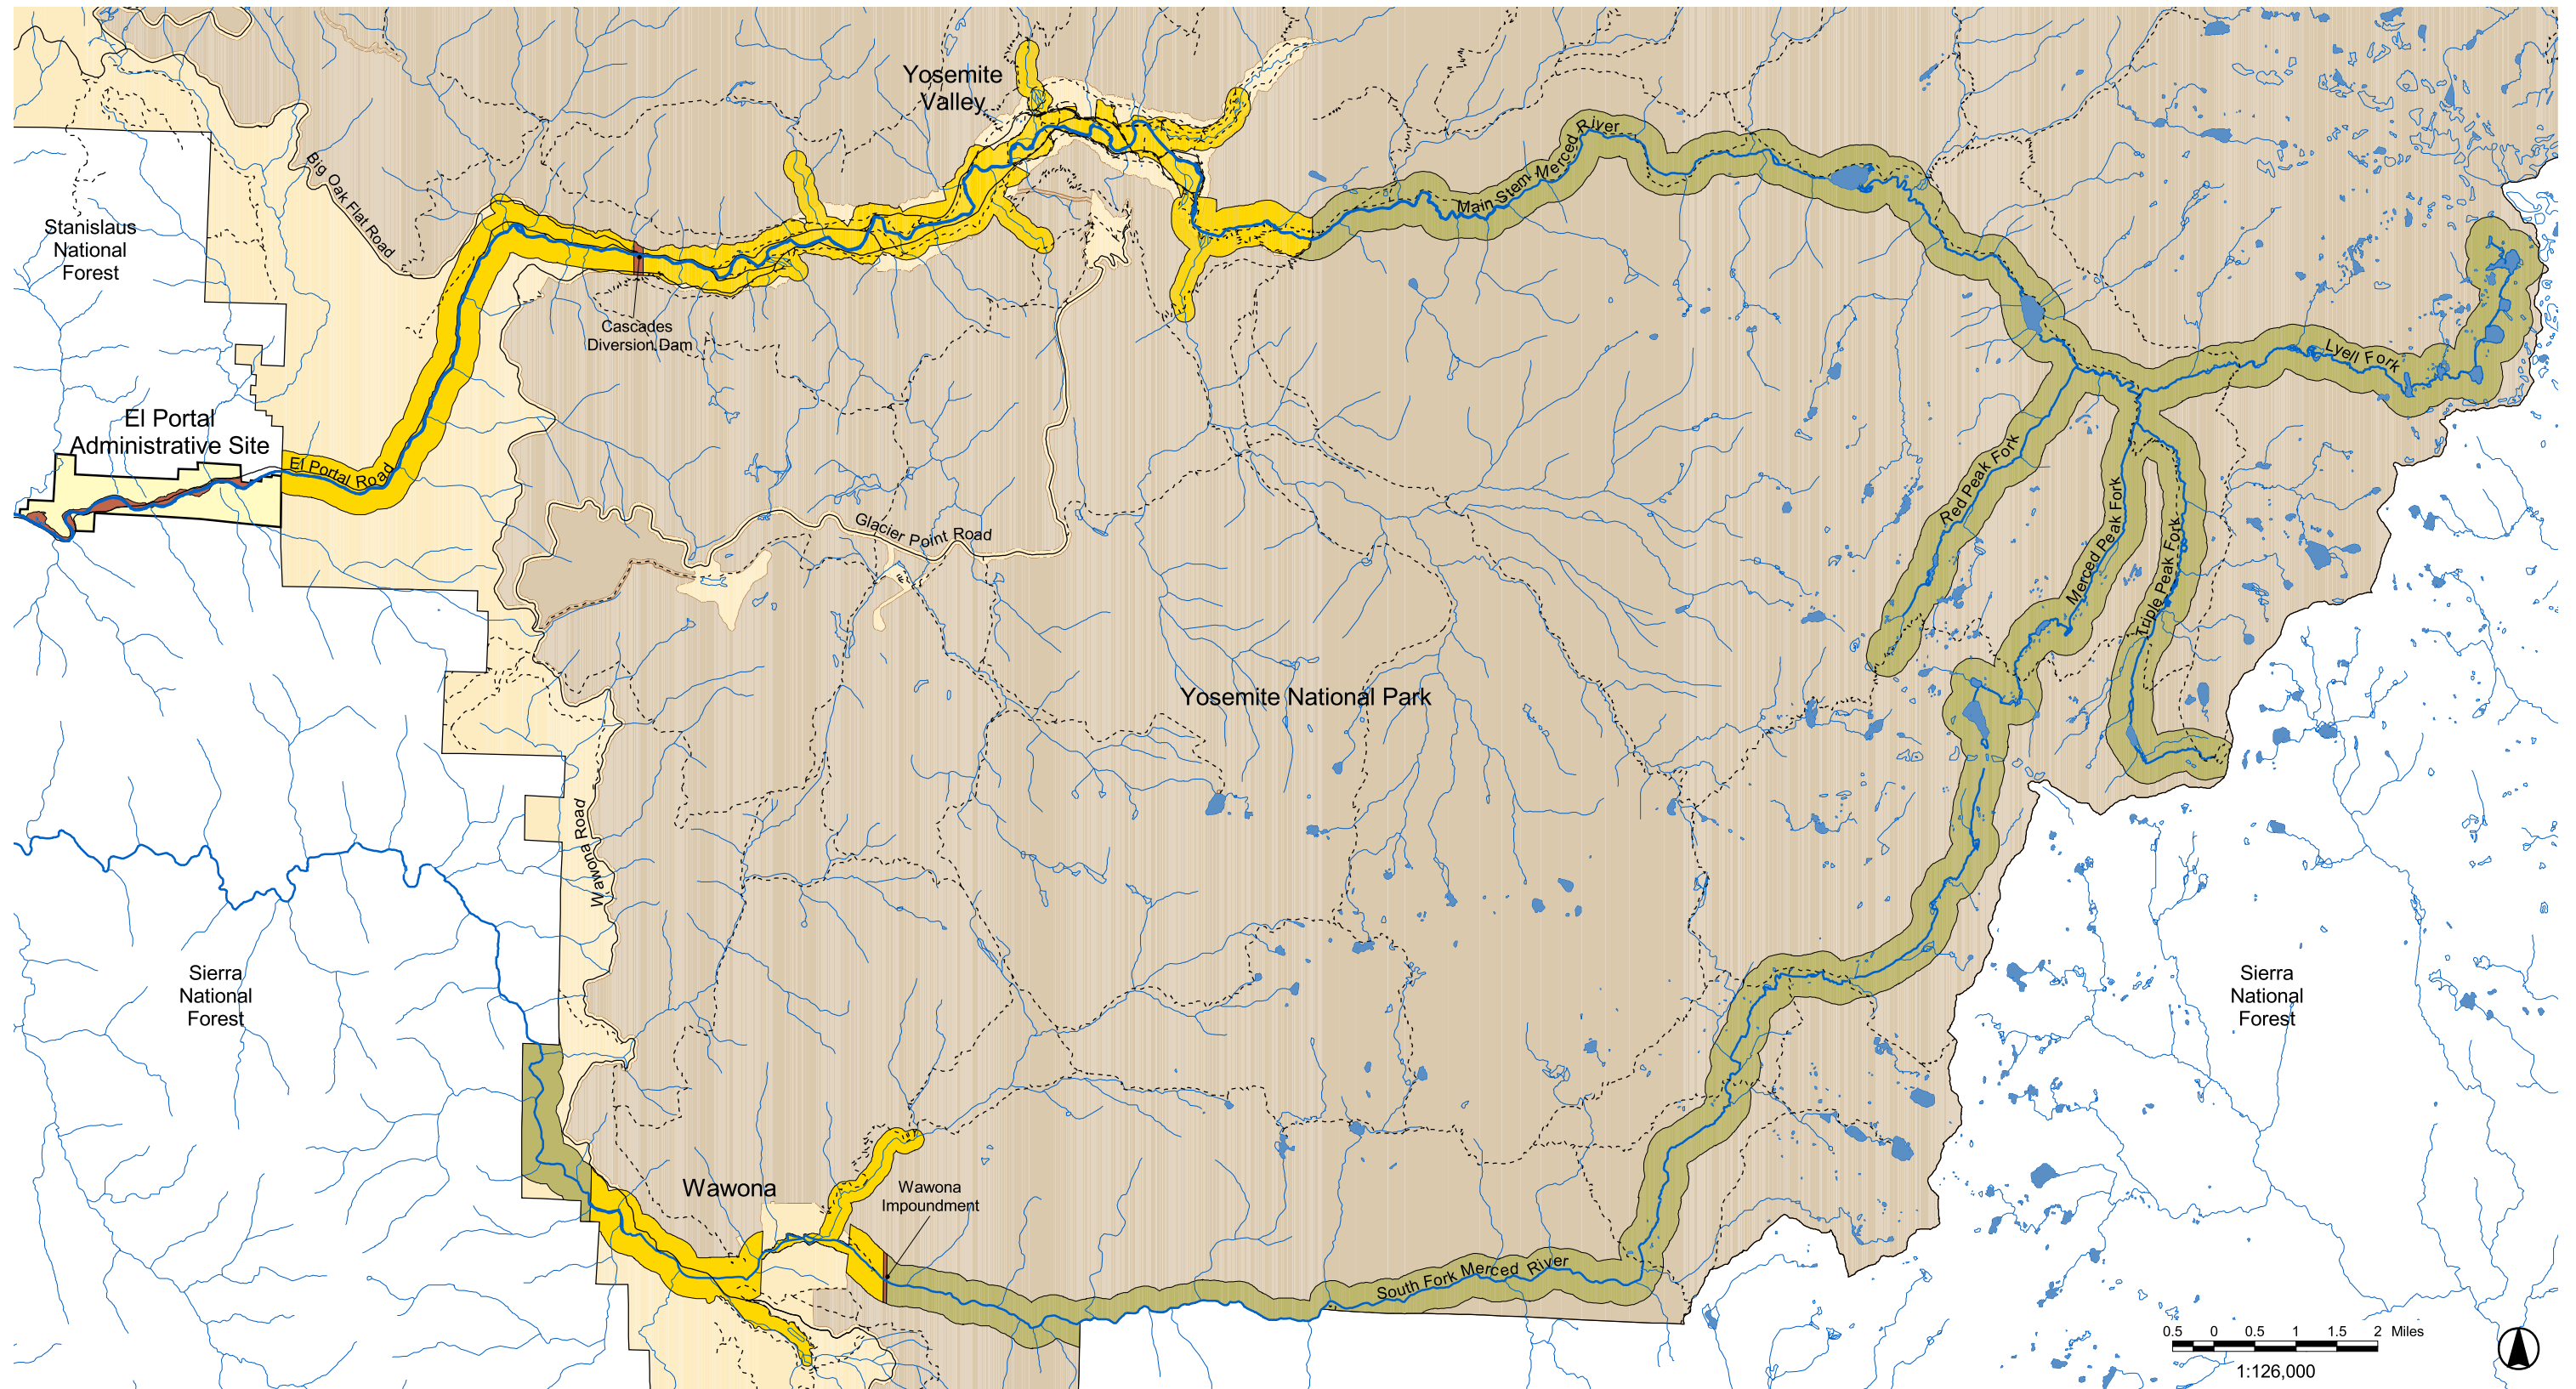 Yosemite
Valley
Main Stem Merced River
Big Oak Flat Road
Stanislaus
National
Forest
Cascades
Diversion Dam
Lyell Fork
El Portal
Administrative Site
El Portal Road
Red Peak Fork
Merced Peak Fork
Triple Peak Fork
Glacier Point Road
Yosemite National Park
Wawona Road
Sierra
National
Forest
Sierra
National
Forest
Wawona
Wawona
Impoundment
South Fork Merced River
0.5 0 0.5 1 1.5 2 Miles
1:126,000